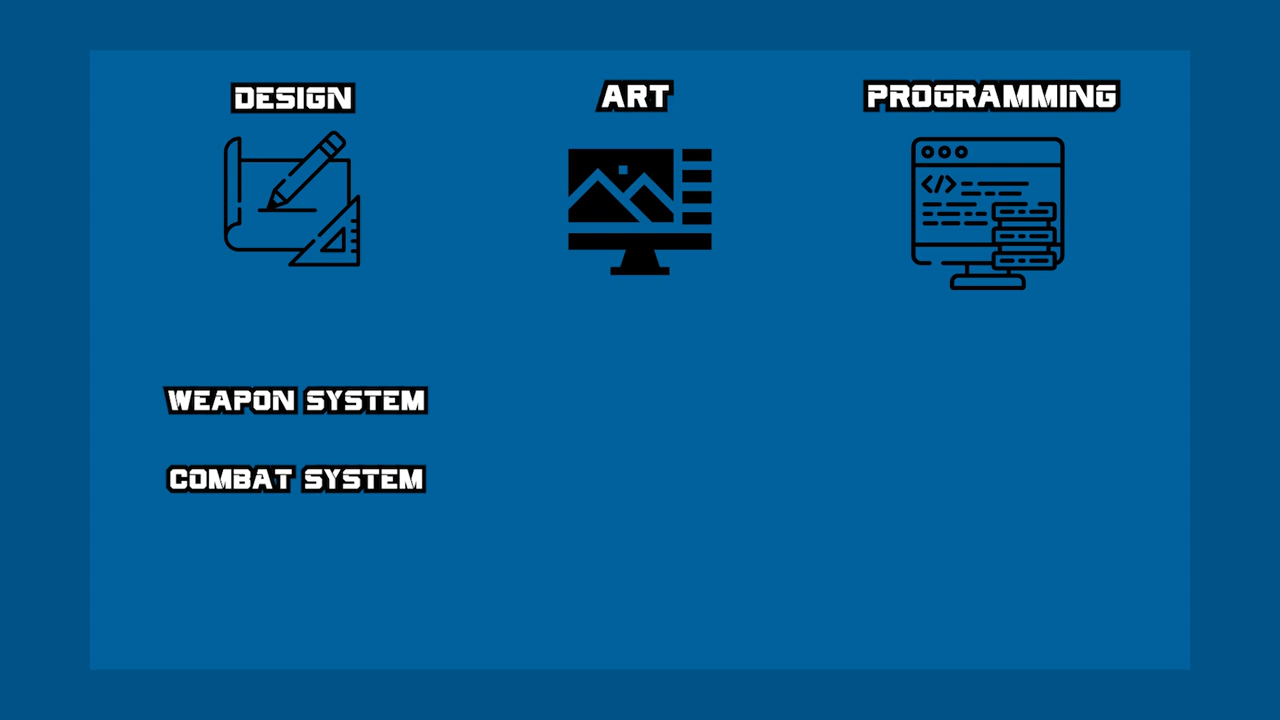 DESIGN
ART
PROGRAMMING
</>
WEAPON SYSTEM
COMBAT SYSTEM